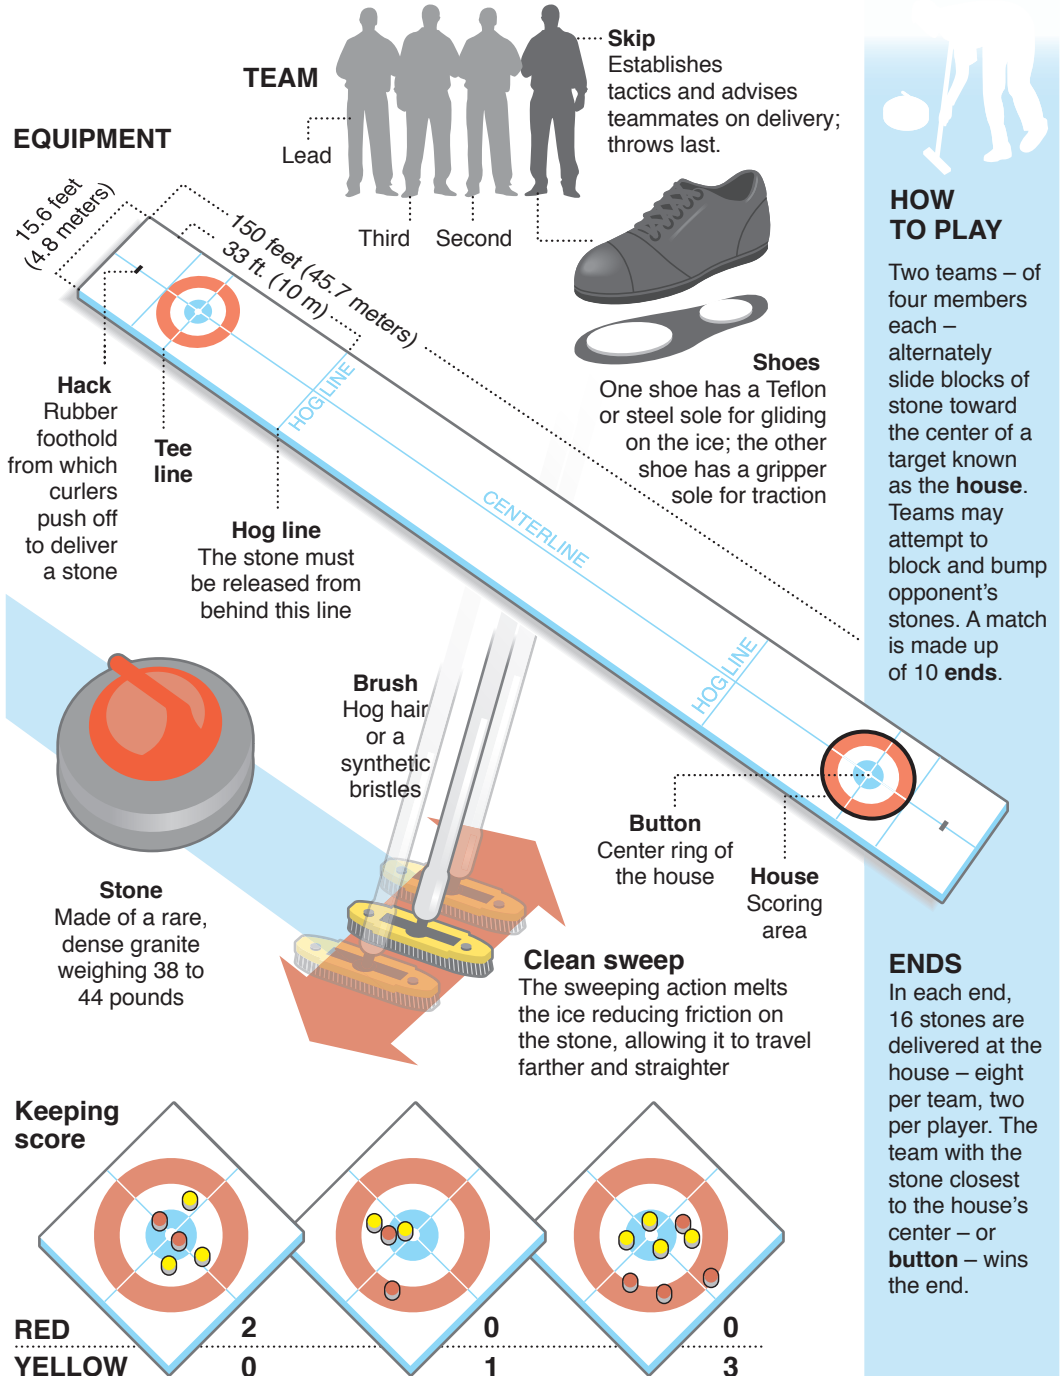 TEAM
Skip
Establishes
tactics and advises
teammates on delivery;
throws last.
Lead
Third
Second
EQUIPMENT
15.6 feet
(4.8 meters)
150 feet (45.7 meters)
33 ft. (10 m)
HOG LINE
CENTERLINE
HOG LINE
Hack
Rubber
foothold
from which
curlers
push off
to deliver
a stone
Tee
line
Hog line
The stone must
be released from
behind this line
Shoes
One shoe has a Teflon
or steel sole for gliding
on the ice; the other
shoe has a gripper
sole for traction
Brush
Hog hair
or a
synthetic
bristles
Button
Center ring of
the house
House
Scoring
area
Stone
Made of a rare,
dense granite
weighing 38 to
44 pounds
Clean sweep
The sweeping action melts
the ice reducing friction on
the stone, allowing it to travel
farther and straighter
HOW
TO PLAY
Two teams – of
four members
each –
alternately
slide blocks of
stone toward
the center of a
target known
as the house.
Teams may
attempt to
block and bump
opponent's
stones. A match
is made up
of 10 ends.
ENDS
In each end,
16 stones are
delivered at the
house – eight
per team, two
per player. The
team with the
stone closest
to the house's
center – or
button – wins
the end.
Keeping
score
RED 2 0 0
YELLOW 0 1 3